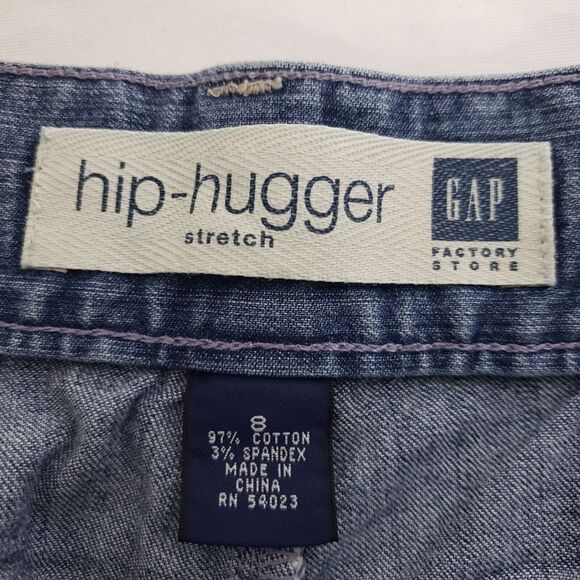 hip-hugger
stretch
GAP
FACTORY
STORE
8
97% COTTON
3% SPANDEX
MADE IN
CHINA
RN 54023